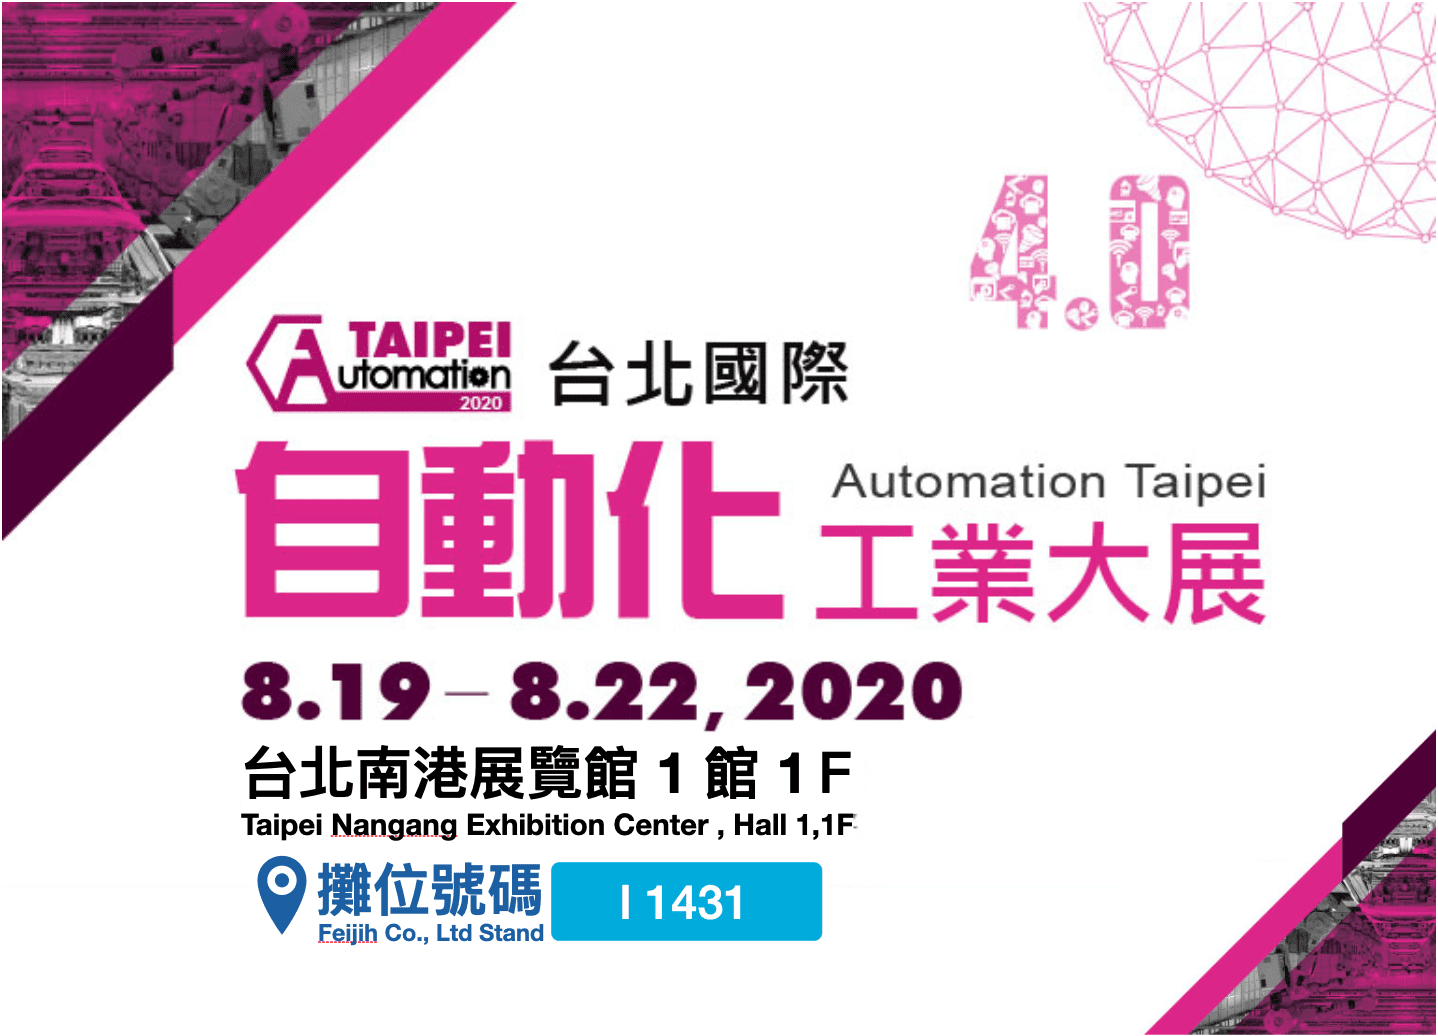 4.0
TAIPEI
Automation
2020
台北國際
自動化
Automation Taipei
工業大展
8.19－8.22, 2020
台北南港展覽館 1 館 1F
Taipei Nangang Exhibition Center , Hall 1,1F
攤位號碼
Feijih Co., Ltd Stand
I 1431